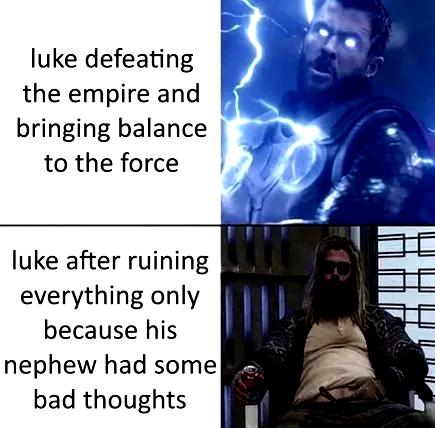 luke defeating
the empire and
bringing balance
to the force
luke after ruining
everything only
because his
nephew had some
bad thoughts